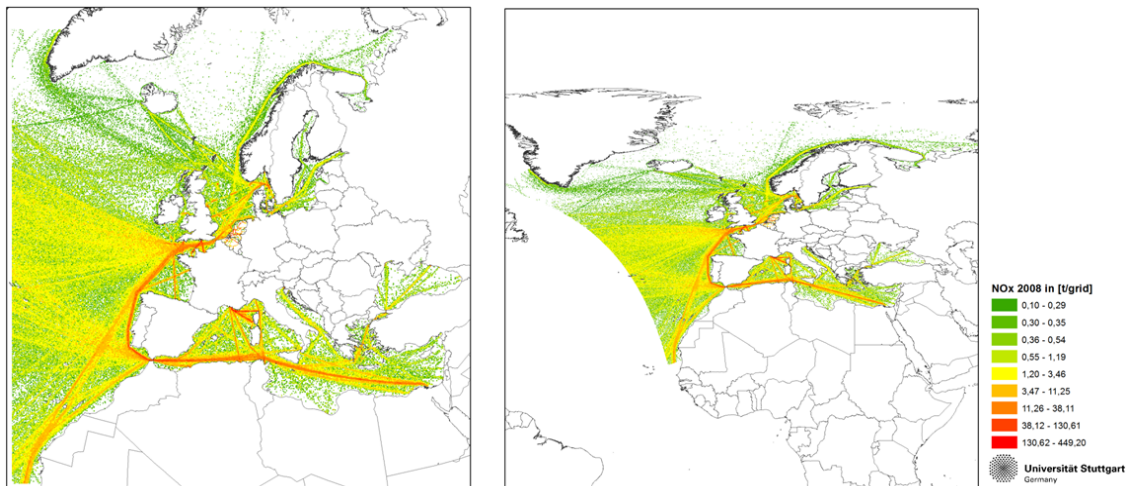 NOx 2008 in [t/grid]
0,10 - 0,29
0,30 - 0,35
0,36 - 0,54
0,55 - 1,19
1,20 - 3,46
3,47 - 11,25
11,26 - 38,11
38,12 - 130,61
130,62 - 449,20
Universität Stuttgart
Germany